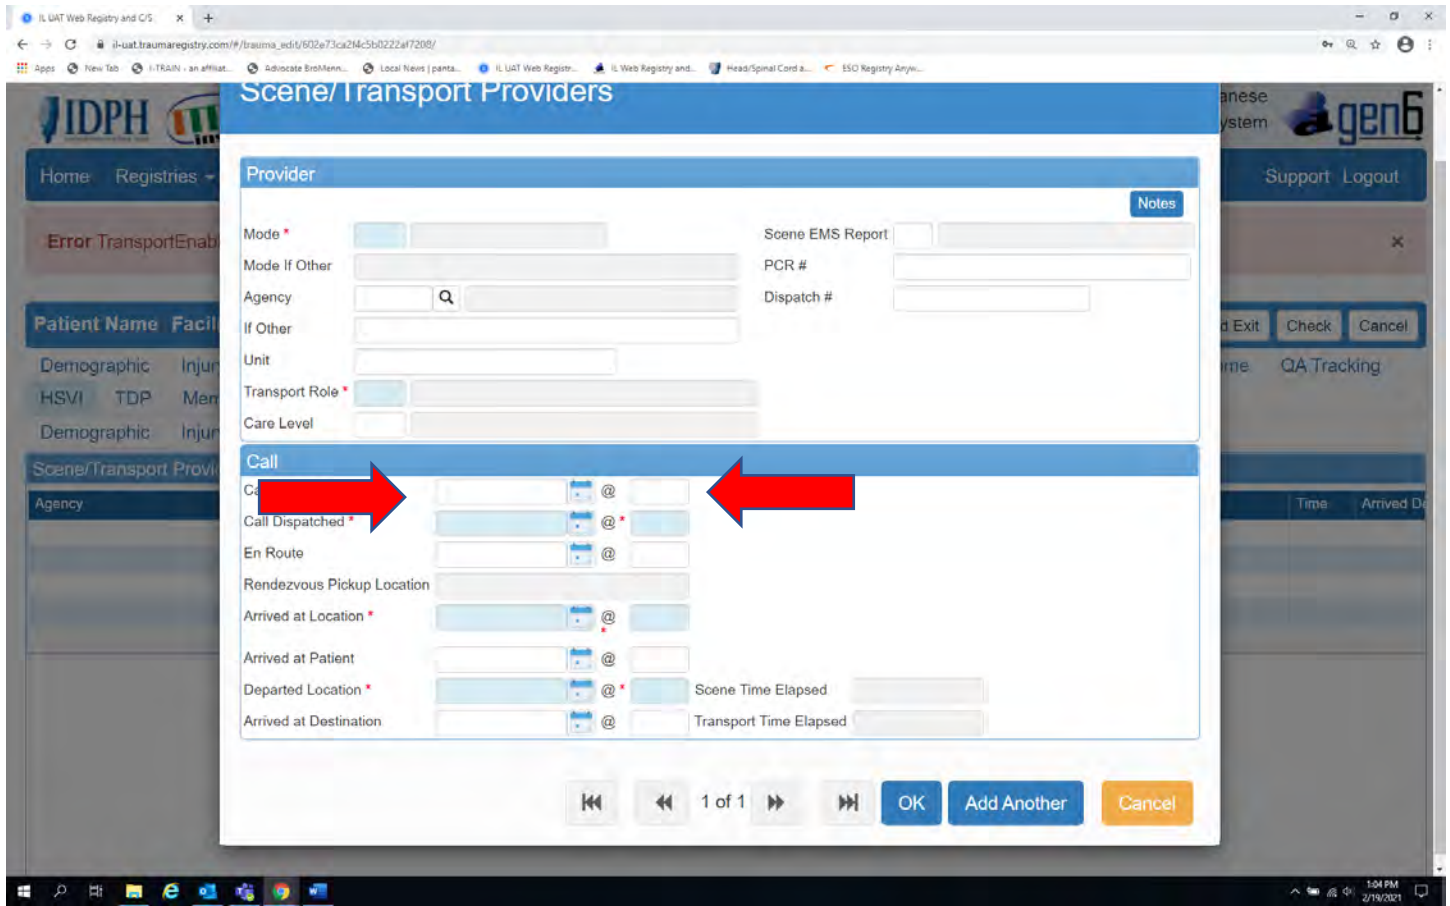 IL UAT Web Registry and C/S
il-uat.traumaregistry.com/#/trauma_edit/602e73ca2f4c5b0222af7208/
Apps New Tab I-TRAIN - an affiliat... Advocate BroMenn... Local News | panta... IL UAT Web Registr... IL Web Registry and... Head/Spinal Cord a... ESO Registry Anyw...
Scene/Transport Providers
IDPH
anese
ystem
gen6
Home Registries
Support Logout
Provider
Notes
Error TransportEnab
Mode *
Scene EMS Report
Mode If Other
PCR #
Agency
Dispatch #
If Other
Patient Name Facil
d Exit Check Cancel
Unit
Demographic Injur
me QA Tracking
Transport Role *
HSVI TDP Mem
Care Level
Demographic Injur
Call
Scene/Transport Provi
Ca
@
Agency
Time Arrived De
Call Dispatched *
@ *
En Route
@
Rendezvous Pickup Location
Arrived at Location *
@
*
Arrived at Patient
@
Departed Location *
@ *
Scene Time Elapsed
Arrived at Destination
@
Transport Time Elapsed
1 of 1
OK
Add Another
Cancel
1:04 PM
2/19/2021